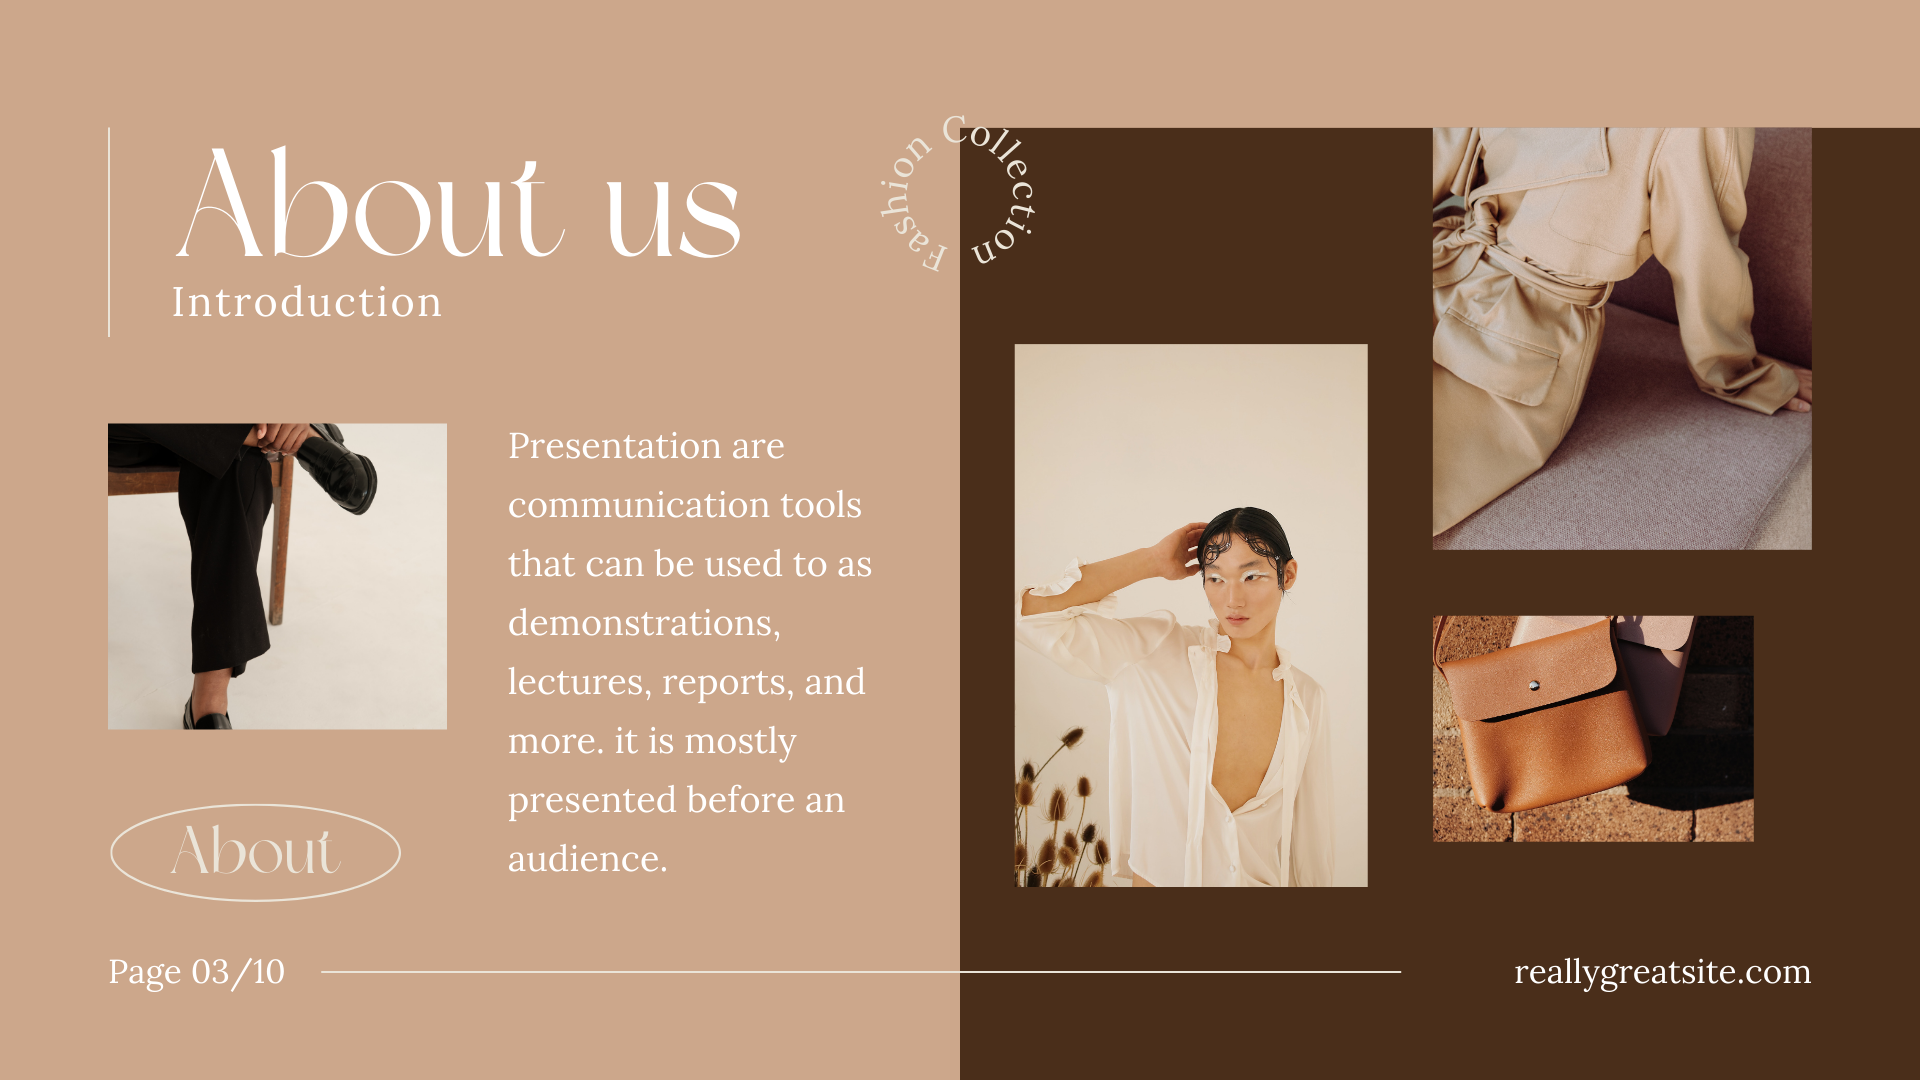 About us
Introduction
Fashion Collection
Presentation are
communication tools
that can be used to as
demonstrations,
lectures, reports, and
more. it is mostly
presented before an
audience.
About
Page 03/10
reallygreatsite.com